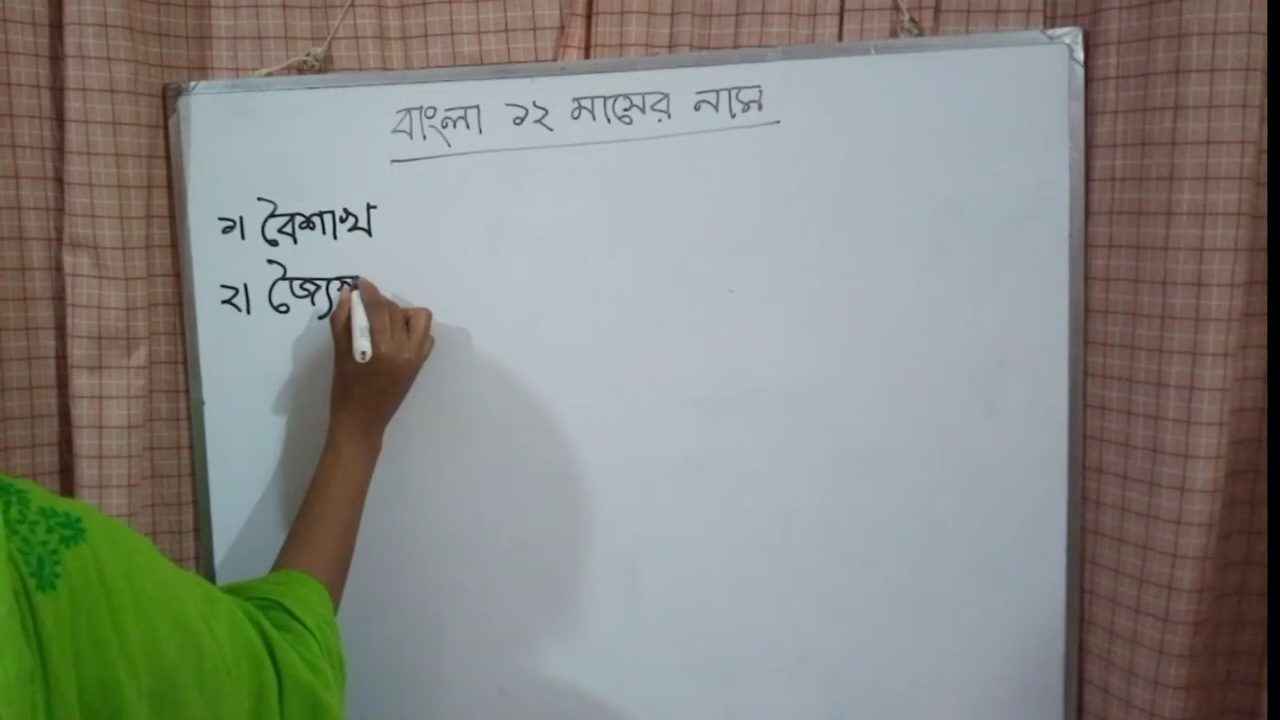 বাংলা ১২ মাসের নাম
১। বৈশাখ
২। জ্যৈষ্